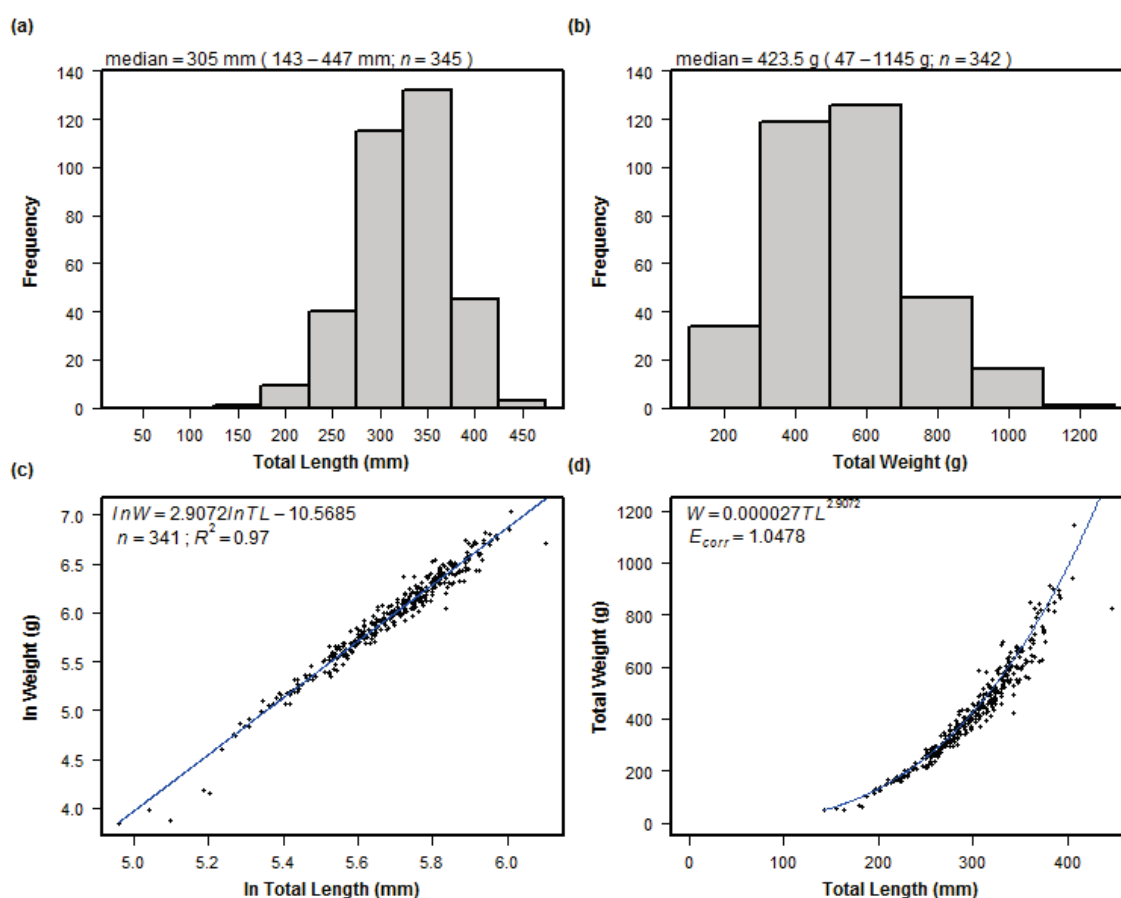 (a)
median = 305 mm ( 143 – 447 mm; n = 345 )
140
120
100
80
60
40
20
0
Frequency
50 100 150 200 250 300 350 400 450
Total Length (mm)
(b)
median = 423.5 g ( 47 – 1145 g; n = 342 )
140
120
100
80
60
40
20
0
Frequency
200 400 600 800 1000 1200
Total Weight (g)
(c)
lnW = 2.9072lnTL – 10.5685
n = 341 ; R² = 0.97
7.0
6.5
6.0
5.5
5.0
4.5
4.0
ln Weight (g)
5.0 5.2 5.4 5.6 5.8 6.0
ln Total Length (mm)
(d)
W = 0.000027TL^2.9072
E_corr = 1.0478
1200
1000
800
600
400
200
0
Total Weight (g)
0 100 200 300 400
Total Length (mm)